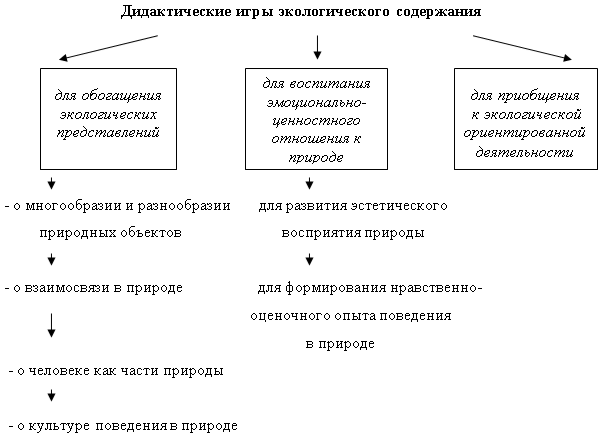 Дидактические игры экологического содержания
для обогащения
экологических
представлений
для воспитания
эмоционально-
ценностного
отношения к
природе
для приобщения
к экологической
ориентированной
деятельности
- о многообразии и разнообразии
природных объектов
- о взаимосвязи в природе
- о человеке как части природы
- о культуре поведения в природе
для развития эстетического
восприятия природы
для формирования нравственно-
оценочного опыта поведения
в природе